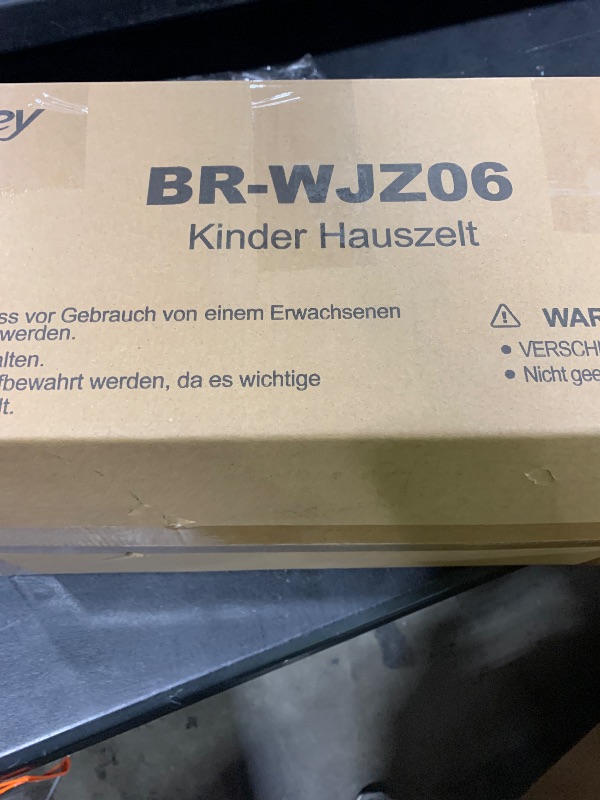 ey
BR-WJZ06
Kinder Hauszelt
ss vor Gebrauch von einem Erwachsenen
werden.
alten.
fbewahrt werden, da es wichtige
lt.
⚠ WAR
• VERSCHL
• Nicht gee